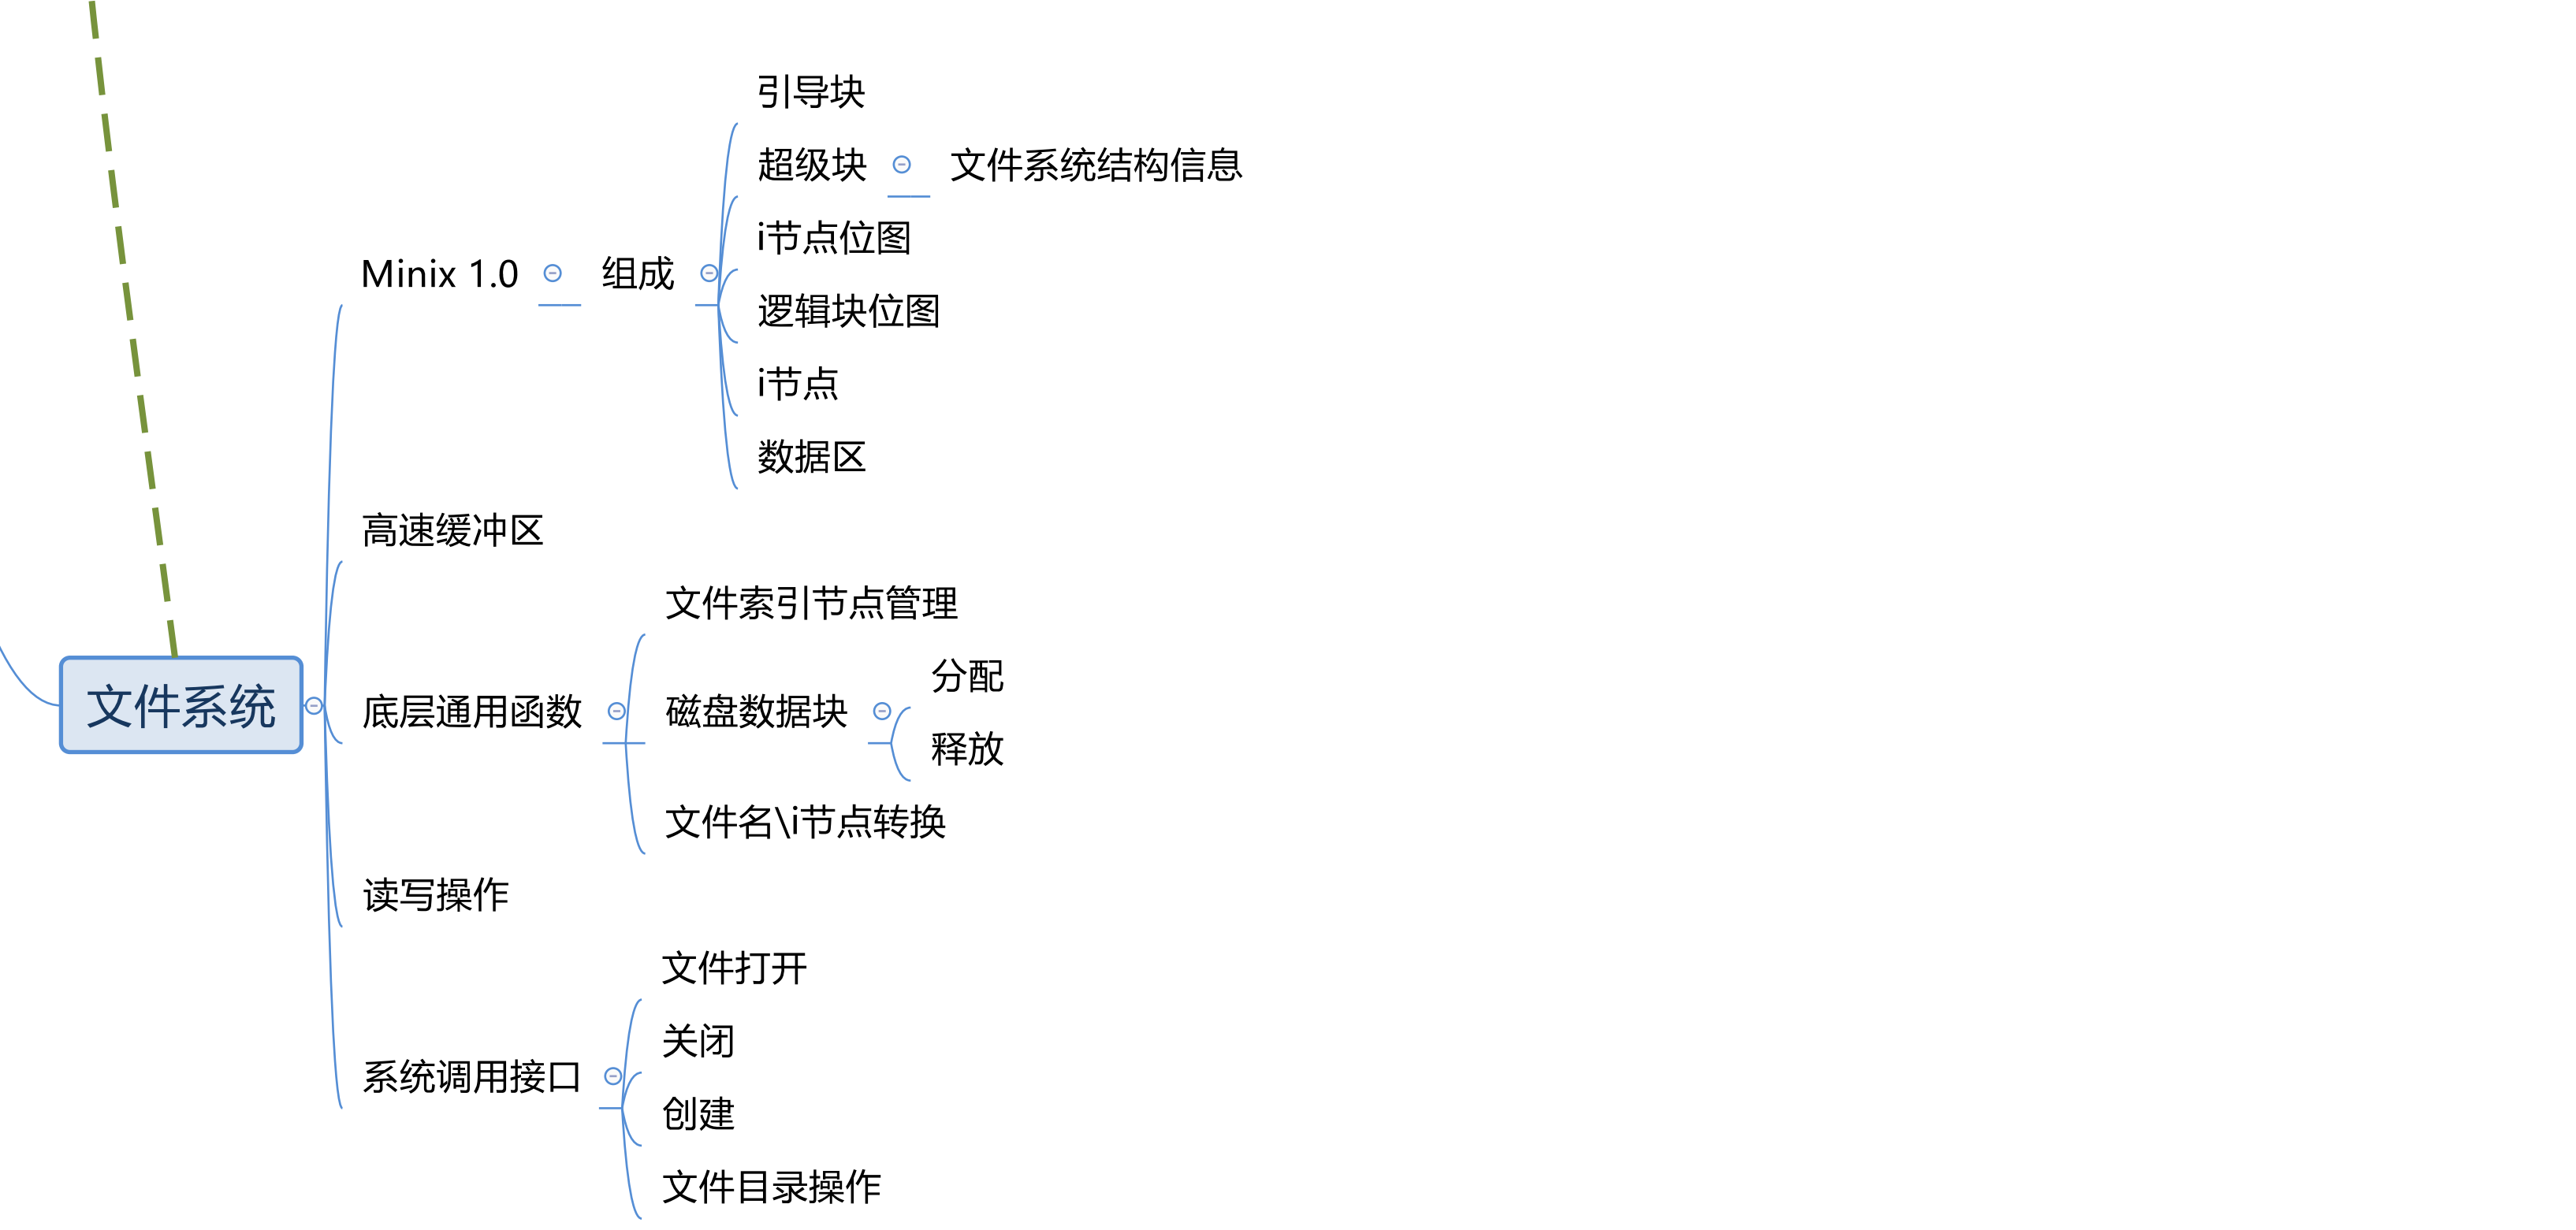 引导块
超级块 文件系统结构信息
i节点位图
Minix 1.0 组成
逻辑块位图
i节点
数据区
高速缓冲区
文件索引节点管理
分配
文件系统 底层通用函数 磁盘数据块
释放
文件名\i节点转换
读写操作
文件打开
关闭
系统调用接口
创建
文件目录操作